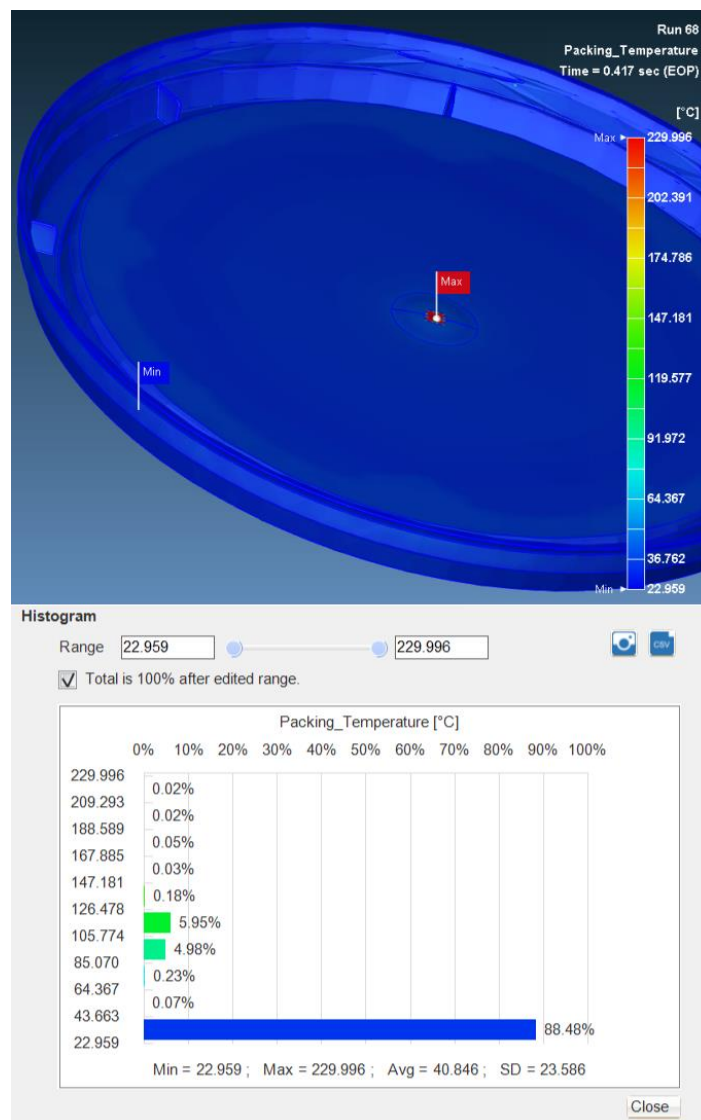 Run 68
Packing_Temperature
Time = 0.417 sec (EOP)
[°C]
Max 229.996
202.391
174.786
147.181
119.577
91.972
64.367
36.762
Min 22.959
Max
Min
Histogram
Range 22.959 229.996
CSV
Total is 100% after edited range.
Packing_Temperature [°C]
0% 10% 20% 30% 40% 50% 60% 70% 80% 90% 100%
229.996
0.02%
209.293
0.02%
188.589
0.05%
167.885
0.03%
147.181
0.18%
126.478
5.95%
105.774
4.98%
85.070
0.23%
64.367
0.07%
43.663
88.48%
22.959
Min = 22.959 ; Max = 229.996 ; Avg = 40.846 ; SD = 23.586
Close